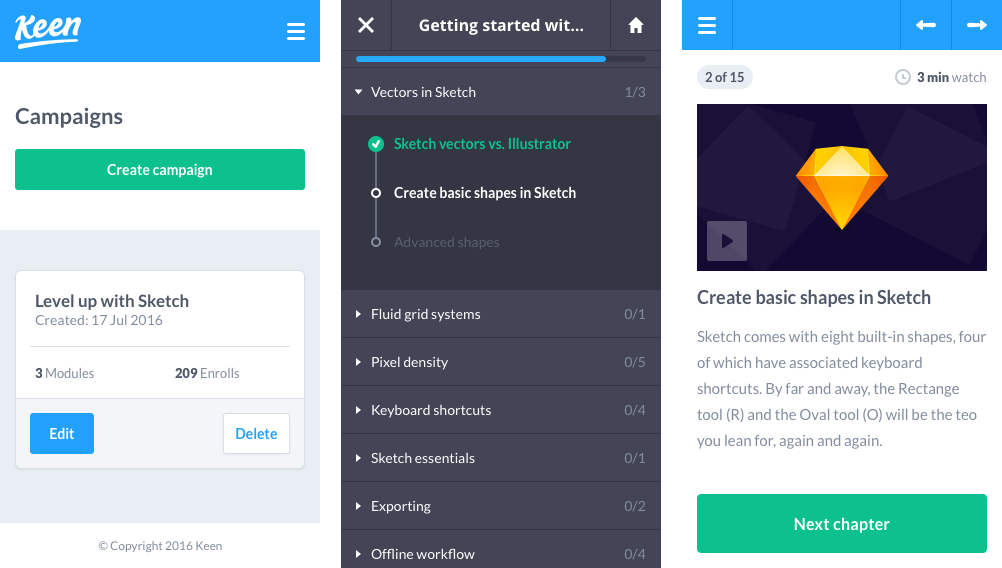 Keen
Campaigns
Create campaign
Level up with Sketch
Created: 17 Jul 2016
3 Modules
209 Enrolls
Edit
Delete
© Copyright 2016 Keen
Getting started wit...
Vectors in Sketch 1/3
Sketch vectors vs. Illustrator
Create basic shapes in Sketch
Advanced shapes
Fluid grid systems 0/1
Pixel density 0/5
Keyboard shortcuts 0/4
Sketch essentials 0/1
Exporting 0/2
Offline workflow 0/4
2 of 15
3 min watch
Create basic shapes in Sketch
Sketch comes with eight built-in shapes, four
of which have associated keyboard
shortcuts. By far and away, the Rectange
tool (R) and the Oval tool (O) will be the teo
you lean for, again and again.
Next chapter